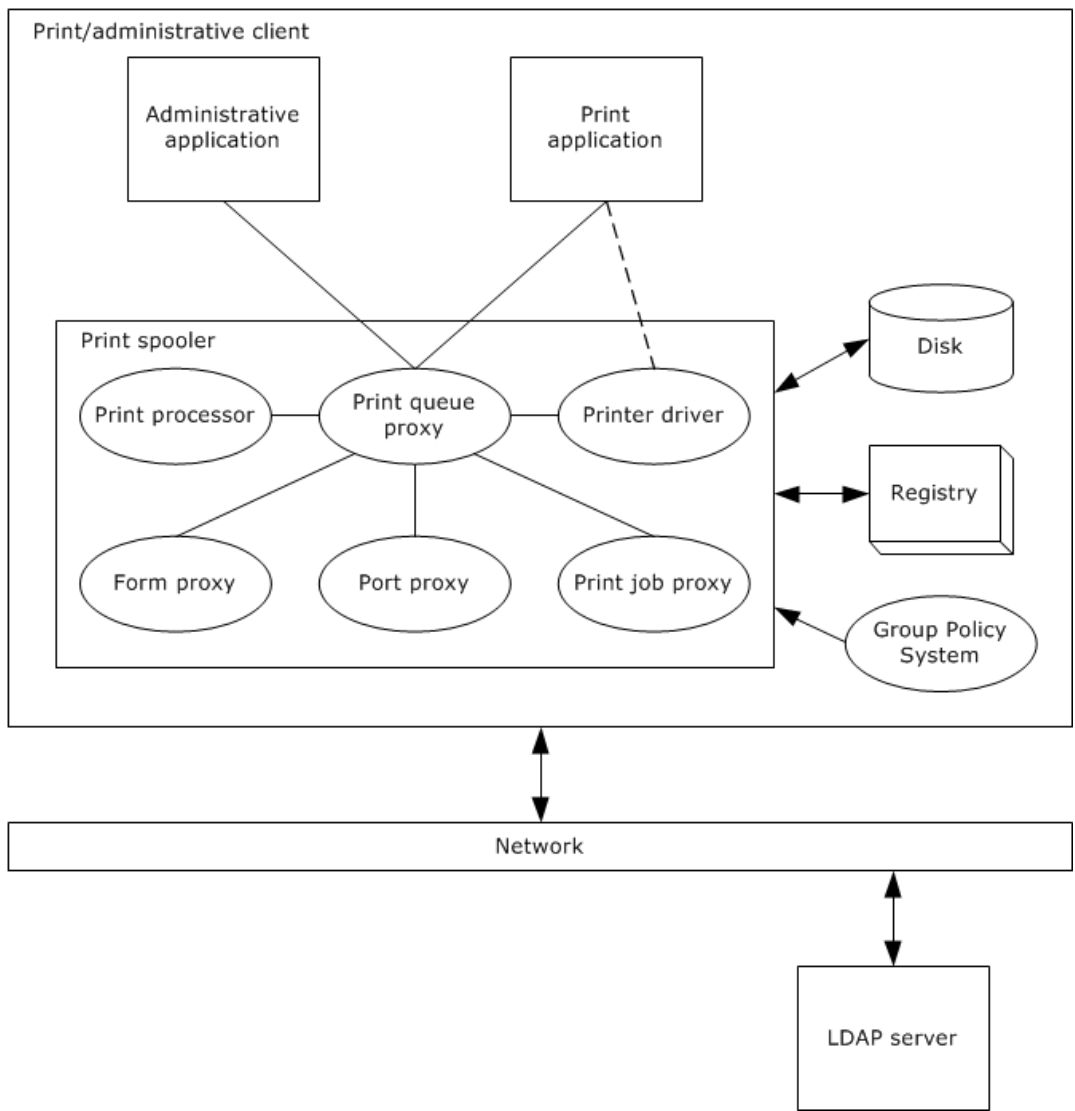 Print/administrative client
Administrative
application
Print
application
Print spooler
Disk
Print processor
Print queue
proxy
Printer driver
Registry
Form proxy
Port proxy
Print job proxy
Group Policy
System
Network
LDAP server